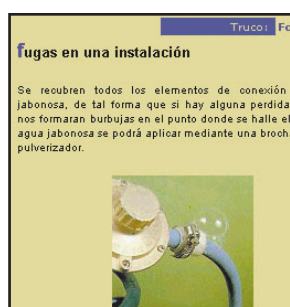 Truco: Fo
fugas en una instalación
Se recubren todos los elementos de conexión
jabonosa, de tal forma que si hay alguna perdida
nos formaran burbujas en el punto donde se halle el
agua jabonosa se podrá aplicar mediante una broch
pulverizador.